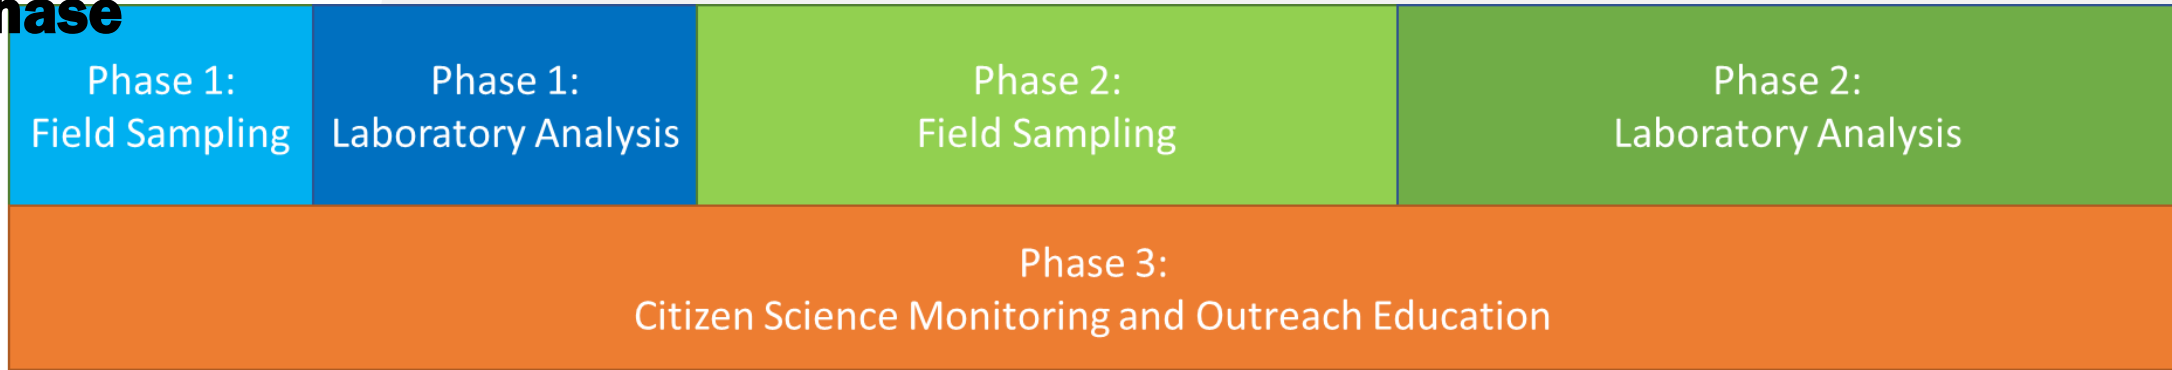 Phase 1:
Field Sampling
Phase 1:
Laboratory Analysis
Phase 2:
Field Sampling
Phase 2:
Laboratory Analysis
Phase 3:
Citizen Science Monitoring and Outreach Education